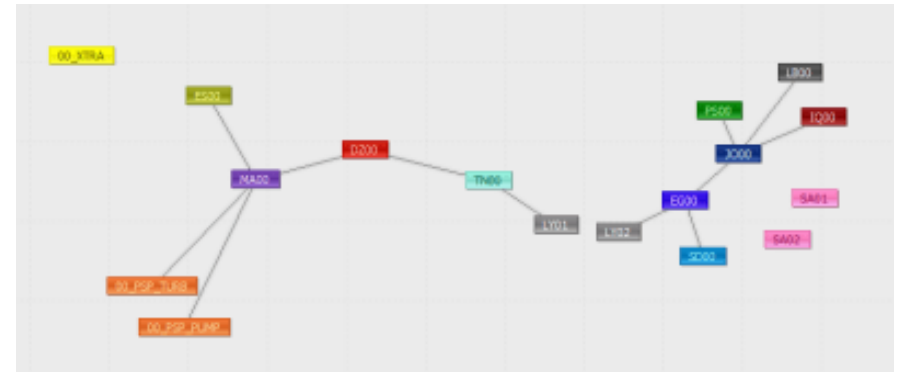 00_XTRA
LB00
ES00
PS00
IQ00
DZ00
JO00
MA00
TN00
SA01
EG00
LY01
LY02
SA02
SD00
00_PSP_TURB
00_PSP_PUMP